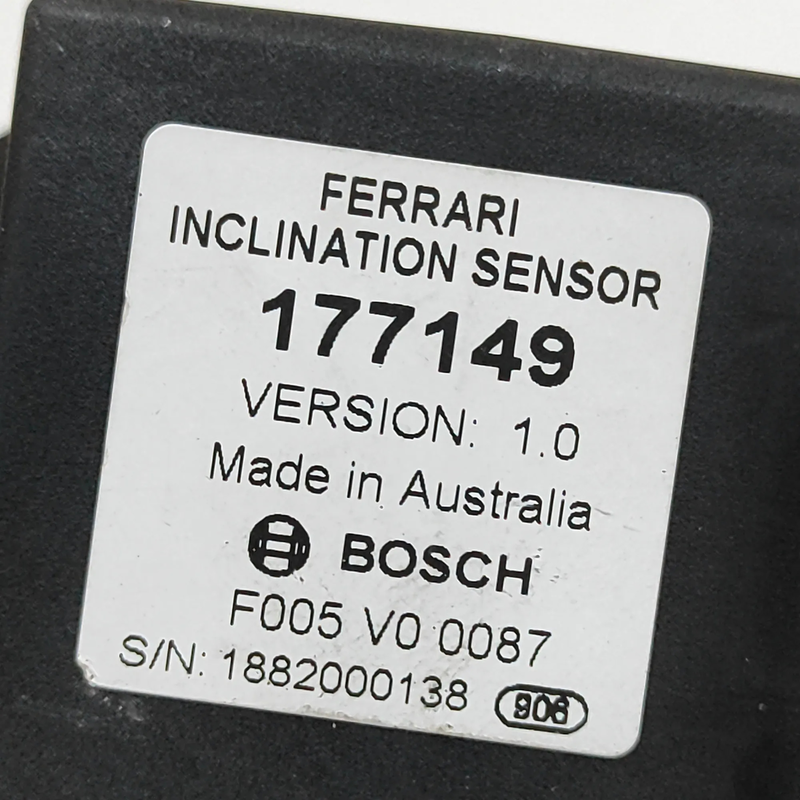 FERRARI
INCLINATION SENSOR
177149
VERSION: 1.0
Made in Australia
BOSCH
F005 V0 0087
S/N: 1882000138 906